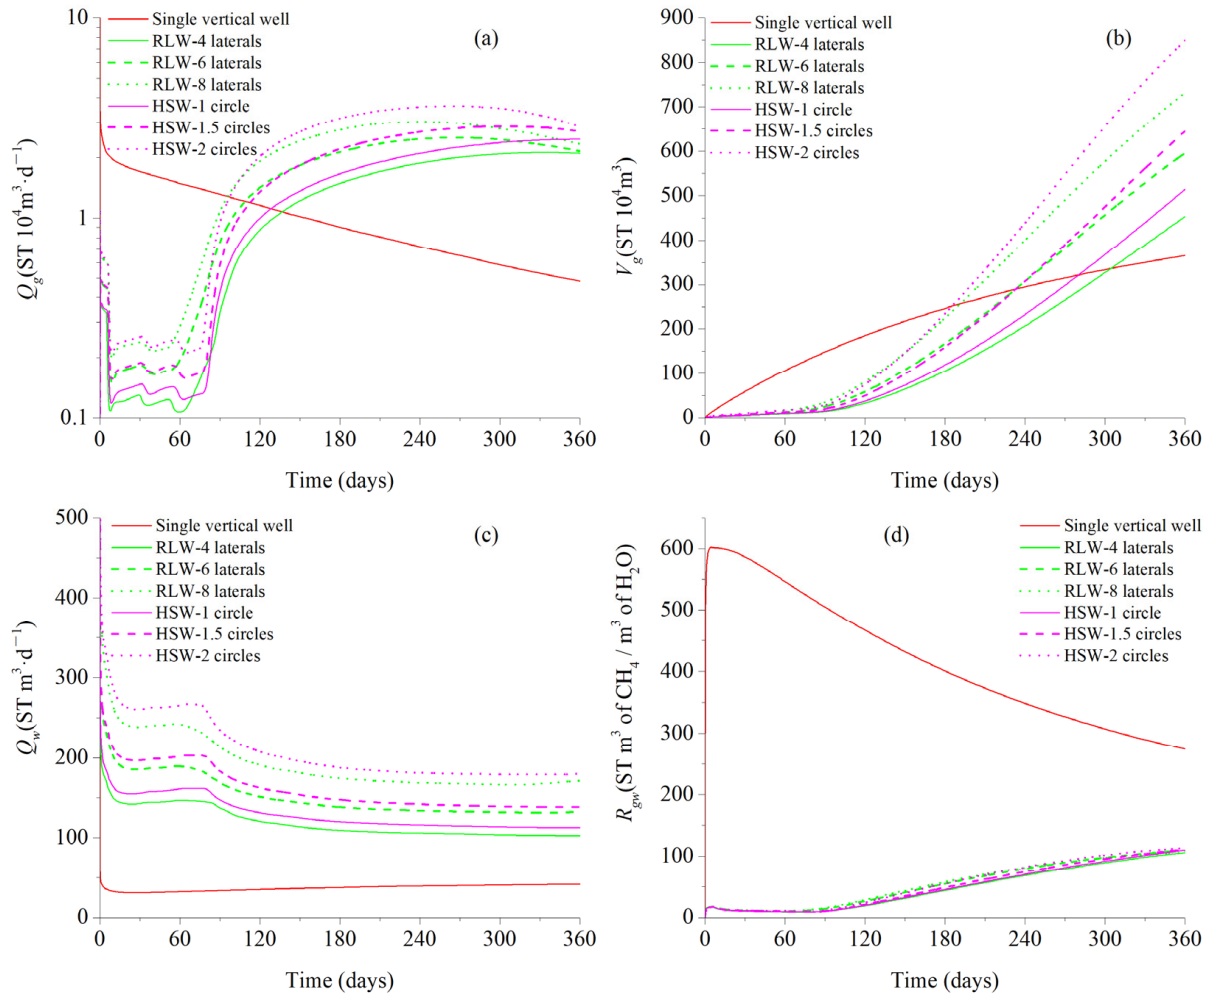 (a)
Single vertical well
RLW-4 laterals
RLW-6 laterals
RLW-8 laterals
HSW-1 circle
HSW-1.5 circles
HSW-2 circles
10
1
0.1
0 60 120 180 240 300 360
Q_g(ST 10⁴m³·d⁻¹)
Time (days)
(b)
Single vertical well
RLW-4 laterals
RLW-6 laterals
RLW-8 laterals
HSW-1 circle
HSW-1.5 circles
HSW-2 circles
900
800
700
600
500
400
300
200
100
0
0 60 120 180 240 300 360
V_g(ST 10⁴m³)
Time (days)
(c)
Single vertical well
RLW-4 laterals
RLW-6 laterals
RLW-8 laterals
HSW-1 circle
HSW-1.5 circles
HSW-2 circles
500
400
300
200
100
0
0 60 120 180 240 300 360
Q_w(ST m³·d⁻¹)
Time (days)
(d)
Single vertical well
RLW-4 laterals
RLW-6 laterals
RLW-8 laterals
HSW-1 circle
HSW-1.5 circles
HSW-2 circles
600
500
400
300
200
100
0
0 60 120 180 240 300 360
R_gw(ST m³ of CH₄ / m³ of H₂O)
Time (days)